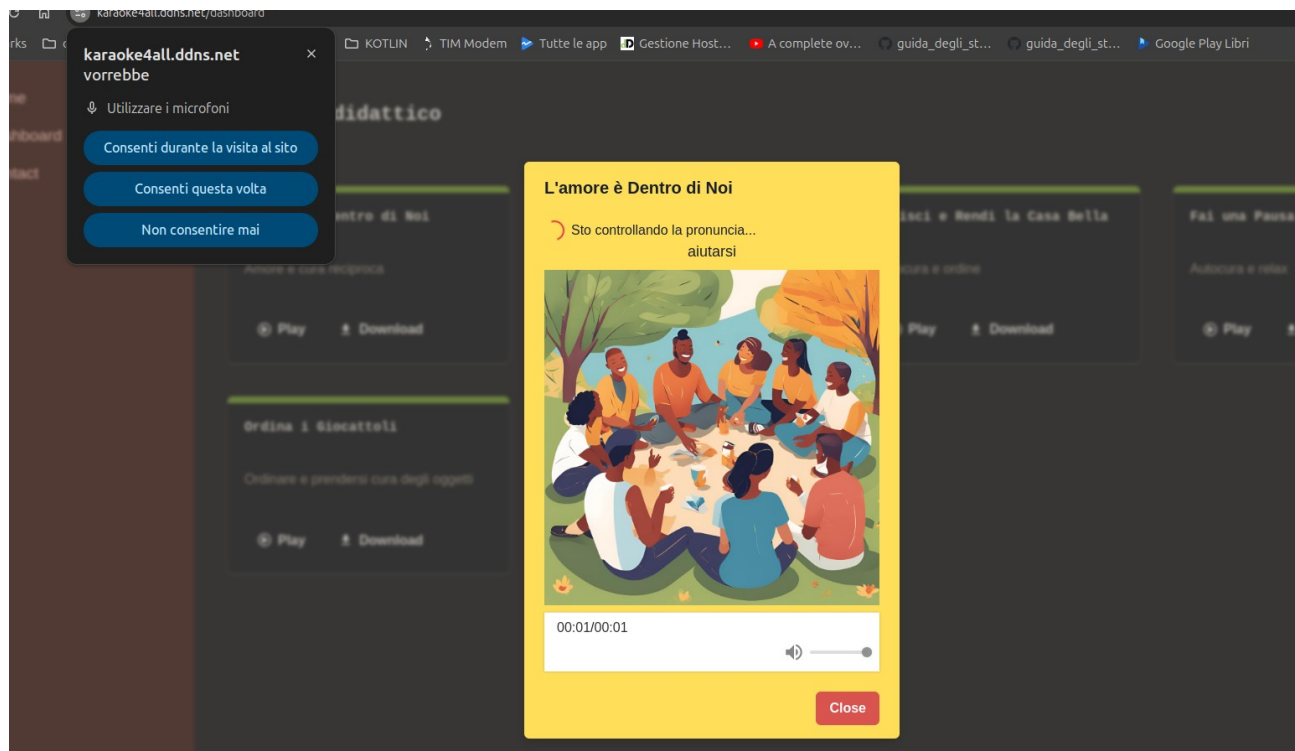 karaoke4all.ddns.net/dashboard
rks
KOTLIN
TIM Modem
Tutte le app
Gestione Host...
A complete ov...
guida_degli_st...
guida_degli_st...
Google Play Libri
karaoke4all.ddns.net
vorrebbe
Utilizzare i microfoni
Consenti durante la visita al sito
Consenti questa volta
Non consentire mai
didattico
L'amore è Dentro di Noi
Sto controllando la pronuncia...
aiutarsi
00:01/00:01
Close
entro di Noi
Amore e cura reciproca
Play
Download
isci e Rendi la Casa Bella
cura e ordine
Play
Download
Fai una Pausa
Autocura e relax
Play
Ordina i Giocattoli
Ordinare e prendersi cura degli oggetti
Play
Download
hboard
ntact